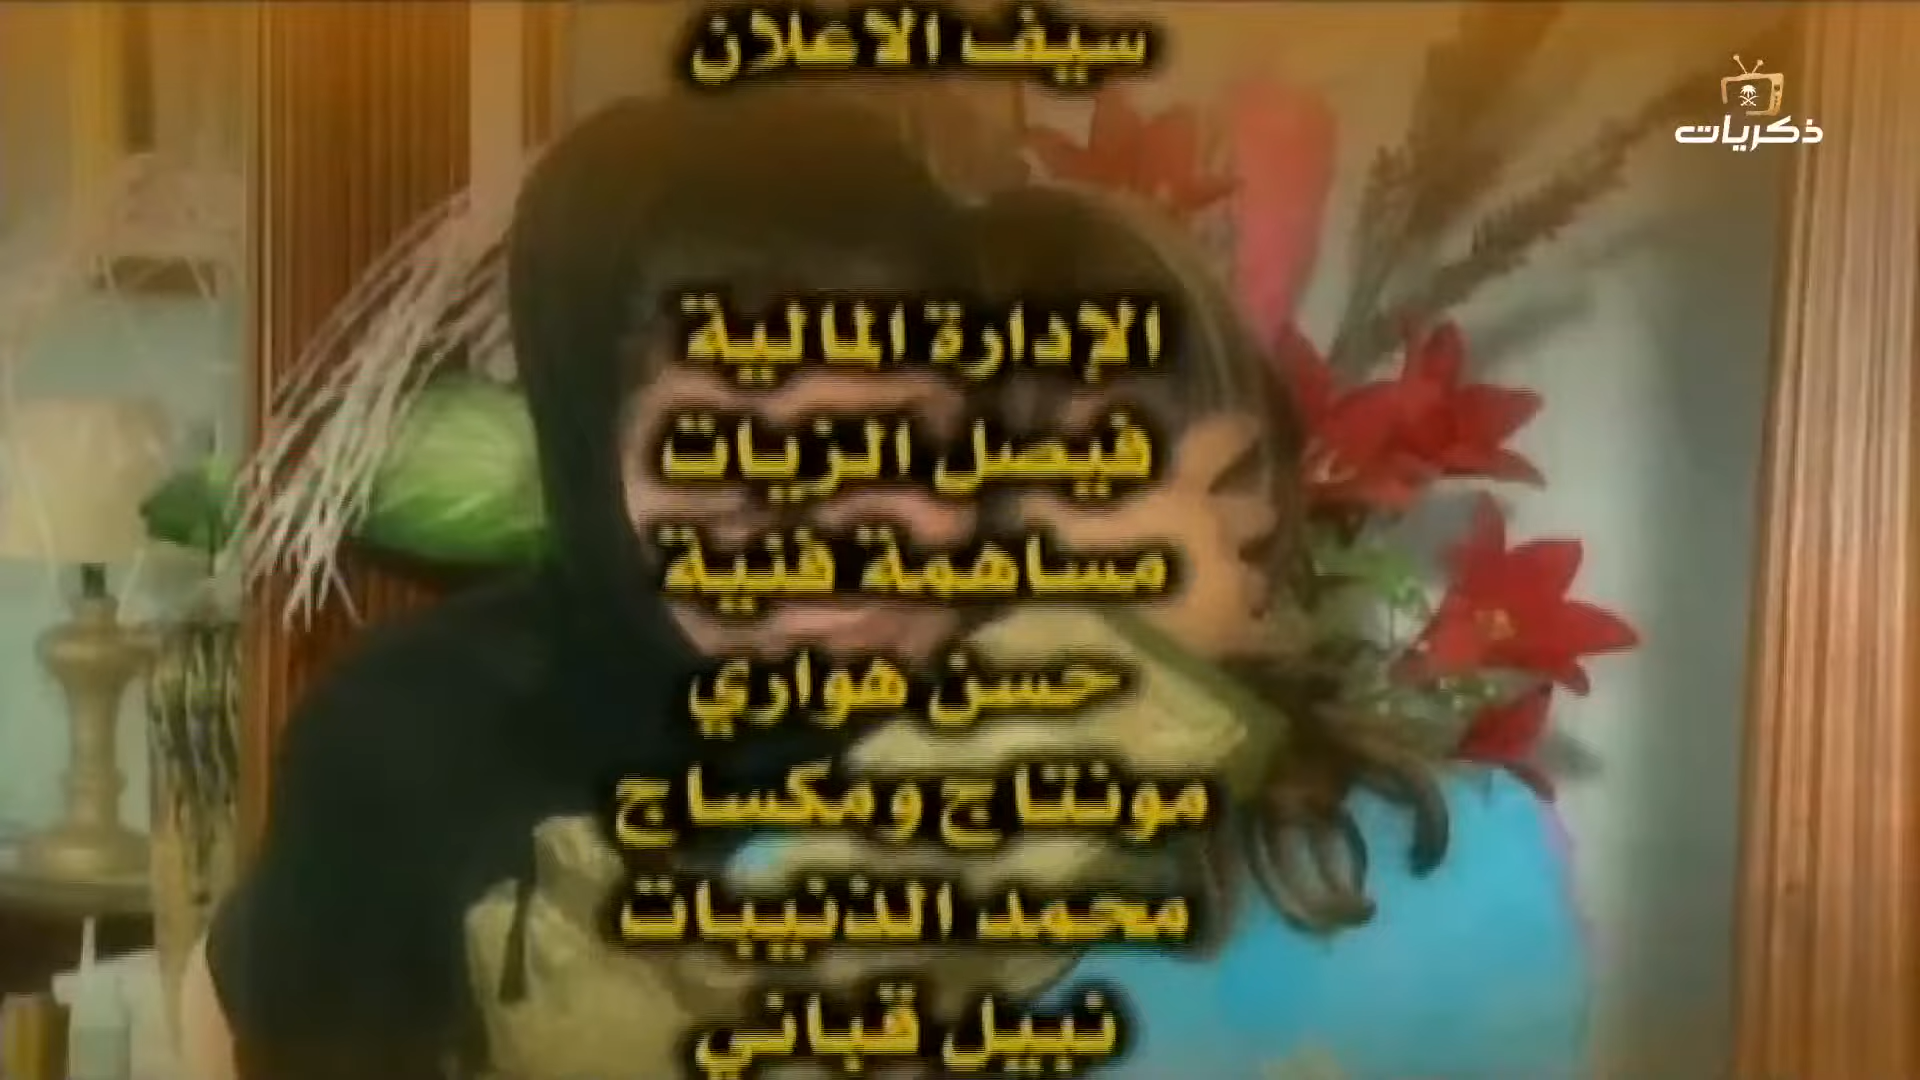 سيف الاعلان
ذكريات
الإدارة المالية
فيصل الزيات
مساهمة فنية
حسن هواري
مونتاج ومكساج
محمد الذنيبات
نبيل قباني